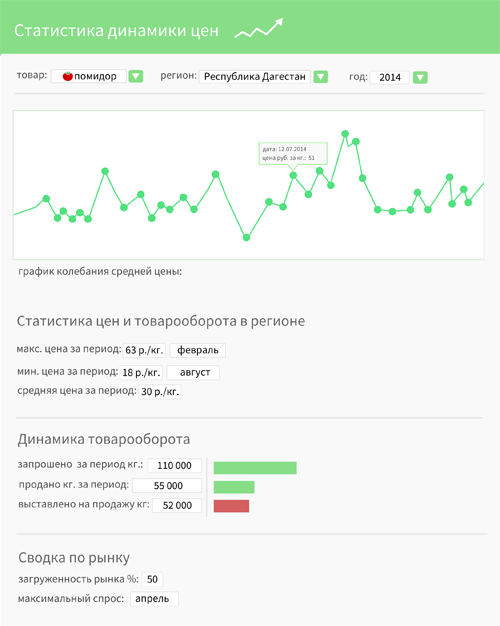 Статистика динамики цен
товар: помидор регион: Республика Дагестан год: 2014
дата: 12.07.2014
цена руб. за кг.: 51
график колебания средней цены:
Статистика цен и товарооборота в регионе
макс. цена за период: 63 р./кг. февраль
мин. цена за период: 18 р./кг. август
средняя цена за период: 30 р./кг.
Динамика товарооборота
запрошено за период кг.: 110 000
продано кг. за период: 55 000
выставлено на продажу кг: 52 000
Сводка по рынку
загруженность рынка %: 50
максимальный спрос: апрель